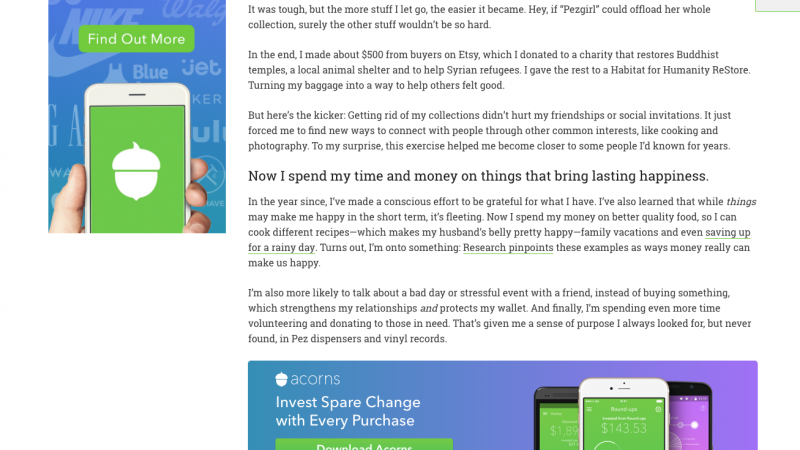 Walg
NIKE
Find Out More
Blue
jet
It was tough, but the more stuff I let go, the easier it became. Hey, if “Pezgirl” could offload her whole
collection, surely the other stuff wouldn’t be so hard.
In the end, I made about $500 from buyers on Etsy, which I donated to a charity that restores Buddhist
temples, a local animal shelter and to help Syrian refugees. I gave the rest to a Habitat for Humanity ReStore.
Turning my baggage into a way to help others felt good.
But here’s the kicker: Getting rid of my collections didn’t hurt my friendships or social invitations. It just
forced me to find new ways to connect with people through other common interests, like cooking and
photography. To my surprise, this exercise helped me become closer to some people I’d known for years.
Now I spend my time and money on things that bring lasting happiness.
In the year since, I’ve made a conscious effort to be grateful for what I have. I’ve also learned that while things
may make me happy in the short term, it’s fleeting. Now I spend my money on better quality food, so I can
cook different recipes—which makes my husband’s belly pretty happy—family vacations and even saving up
for a rainy day. Turns out, I’m onto something: Research pinpoints these examples as ways money really can
make us happy.
I’m also more likely to talk about a bad day or stressful event with a friend, instead of buying something,
which strengthens my relationships and protects my wallet. And finally, I’m spending even more time
volunteering and donating to those in need. That’s given me a sense of purpose I always looked for, but never
found, in Pez dispensers and vinyl records.
acorns
Invest Spare Change
with Every Purchase
Download Acorns
Round-ups
$143.53